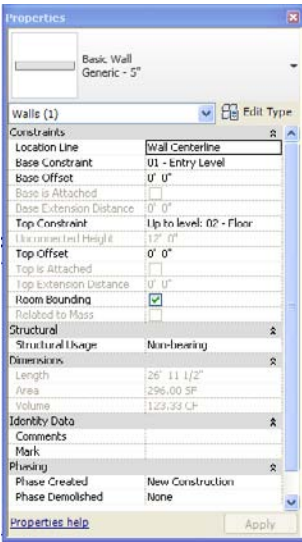 Properties
Basic Wall
Generic - 5"
Walls (1)
Edit Type
Constraints
Location Line Wall Centerline
Base Constraint 01 - Entry Level
Base Offset 0' 0"
Base is Attached
Base Extension Distance 0' 0"
Top Constraint Up to level: 02 - Floor
Unconnected Height 12' 0"
Top Offset 0' 0"
Top is Attached
Top Extension Distance 0' 0"
Room Bounding
Related to Mass
Structural
Structural Usage Non-bearing
Dimensions
Length 26' 11 1/2"
Area 296.00 SF
Volume 123.33 CF
Identity Data
Comments
Mark
Phasing
Phase Created New Construction
Phase Demolished None
Properties help
Apply